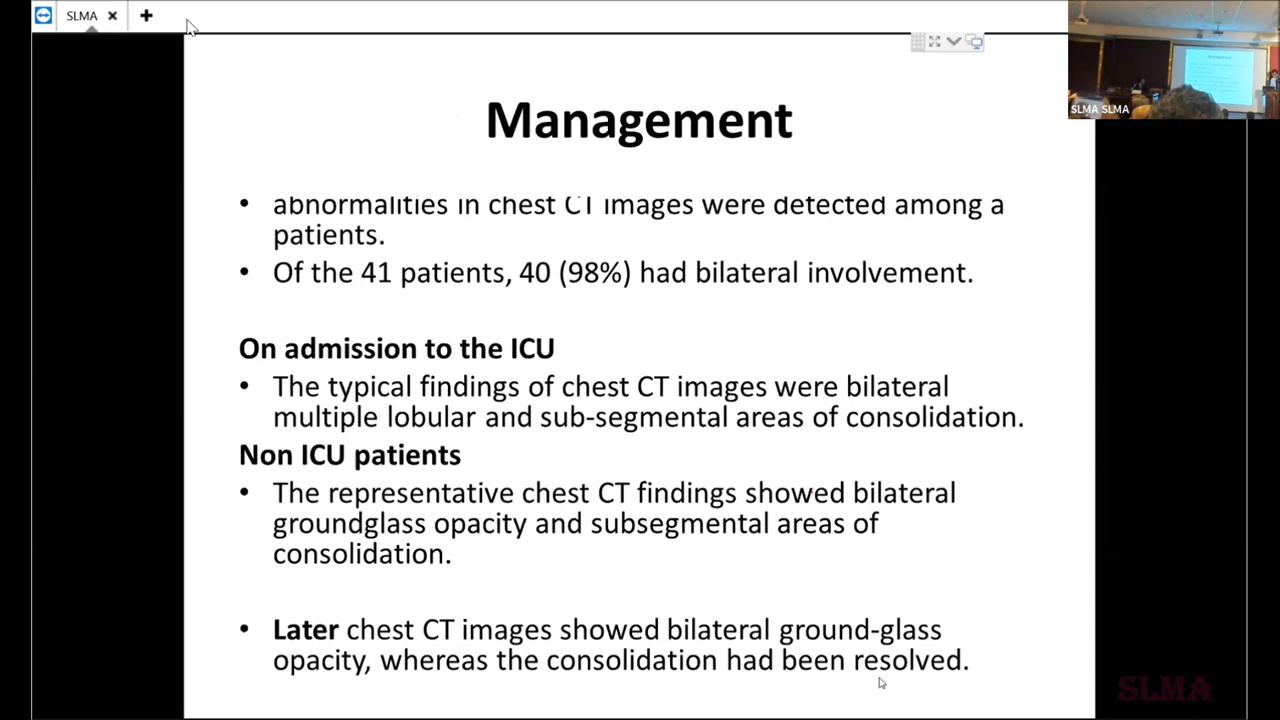 SLMA
SLMA SLMA
Management
• abnormalities in chest CT images were detected among a
patients.
• Of the 41 patients, 40 (98%) had bilateral involvement.
On admission to the ICU
• The typical findings of chest CT images were bilateral
multiple lobular and sub-segmental areas of consolidation.
Non ICU patients
• The representative chest CT findings showed bilateral
groundglass opacity and subsegmental areas of
consolidation.
• Later chest CT images showed bilateral ground-glass
opacity, whereas the consolidation had been resolved.
SLMA